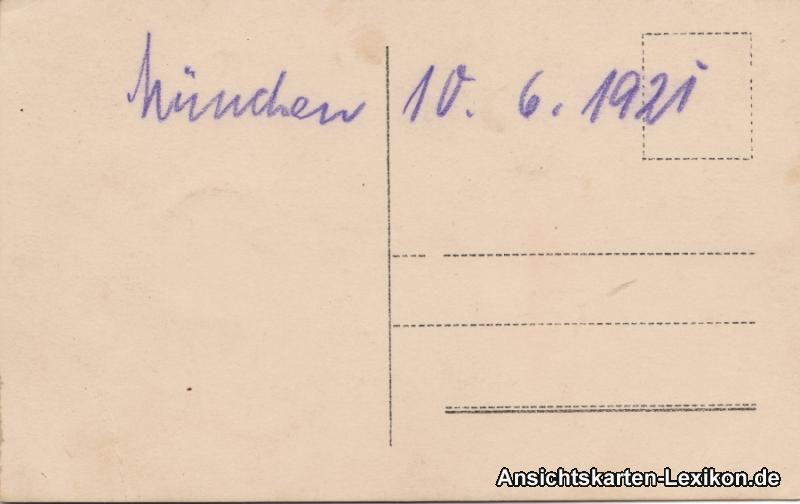 München 10. 6. 1921
Ansichtskarten-Lexikon.de